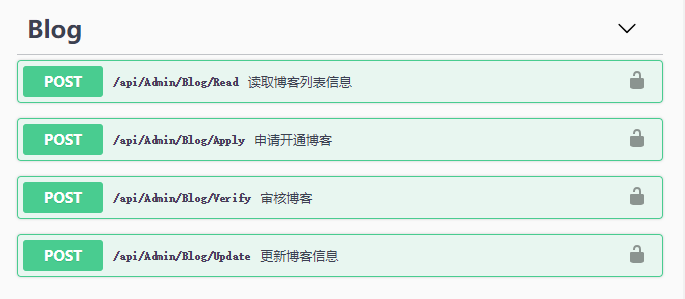 Blog
POST /api/Admin/Blog/Read 读取博客列表信息
POST /api/Admin/Blog/Apply 申请开通博客
POST /api/Admin/Blog/Verify 审核博客
POST /api/Admin/Blog/Update 更新博客信息